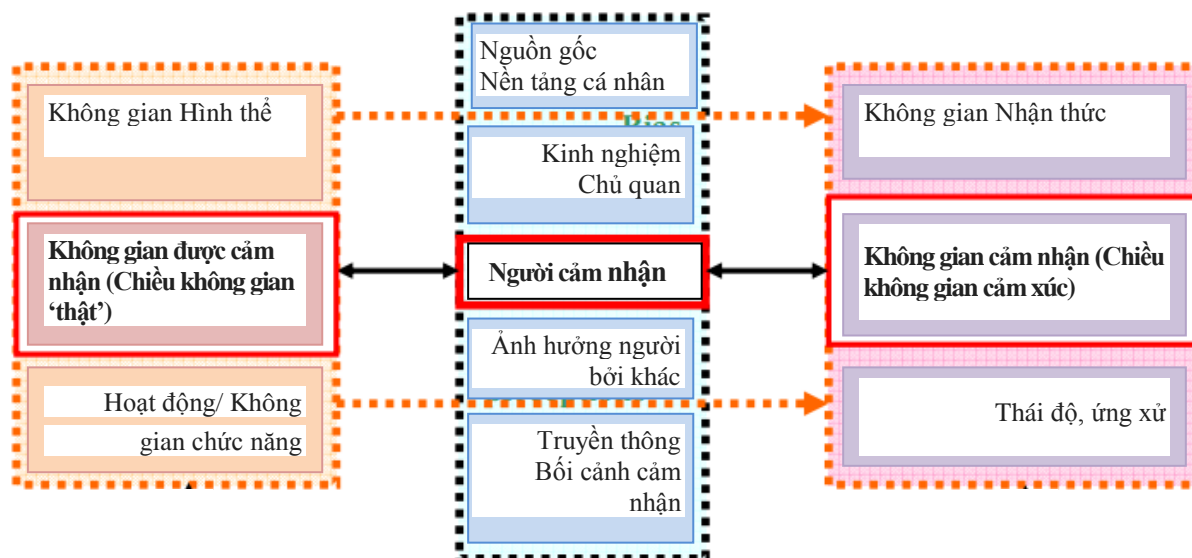 Không gian Hình thể
Không gian được cảm
nhận (Chiều không gian
‘thật’)
Hoạt động/ Không
gian chức năng
Nguồn gốc
Nền tảng cá nhân
Kinh nghiệm
Chủ quan
Người cảm nhận
Ảnh hưởng người
bởi khác
Truyền thông
Bối cảnh cảm
nhận
Không gian Nhận thức
Không gian cảm nhận (Chiều
không gian cảm xúc)
Thái độ, ứng xử